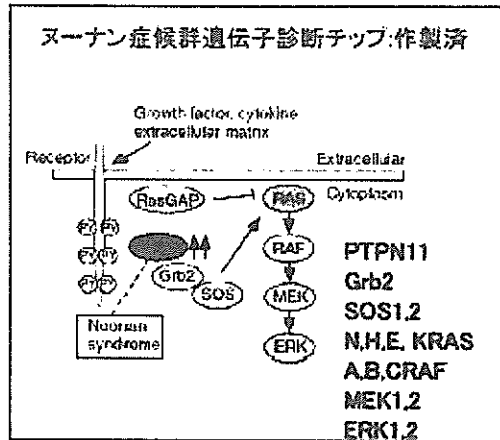 ヌーナン症候群遺伝子診断チップ:作製済
Growth factor, cytokine
extracellular matrix
Receptor
Extracellular
Cytoplasm
RasGAP
RAS
RAF
Grb2
SOS
MEK
ERK
Noonan
syndrome
PTPN11
Grb2
SOS1,2
N,H,E, KRAS
A,B,CRAF
MEK1,2
ERK1,2